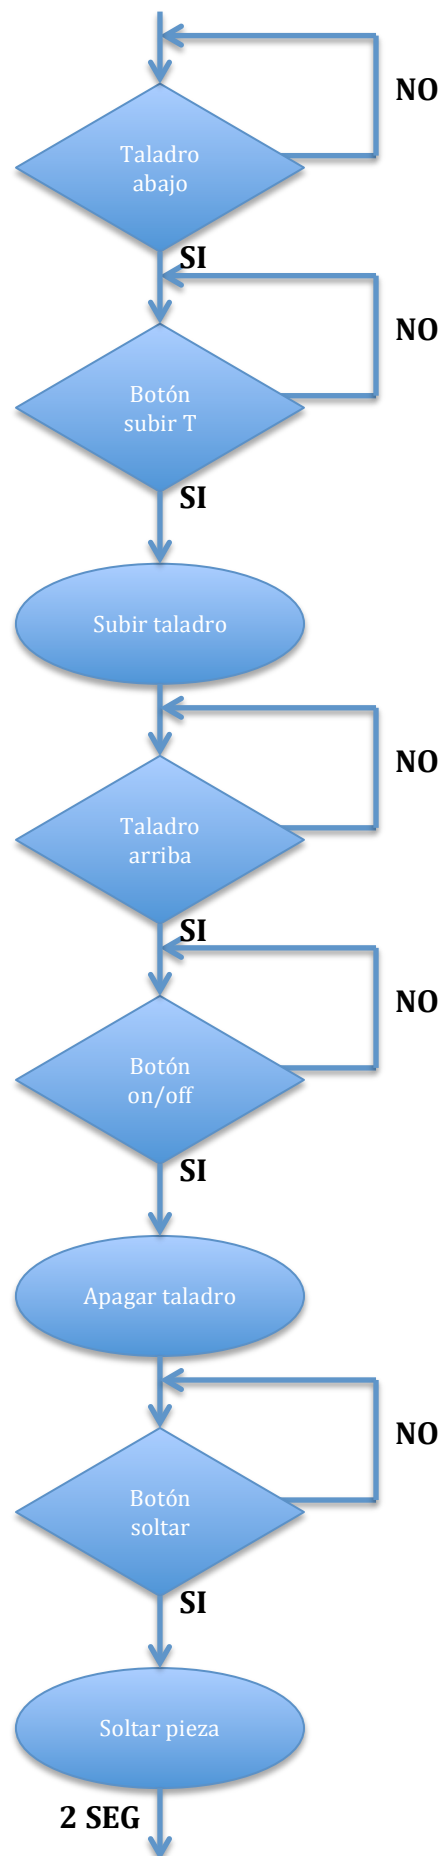 NO
Taladro
abajo
SI
NO
Botón
subir T
SI
Subir taladro
NO
Taladro
arriba
SI
NO
Botón
on/off
SI
Apagar taladro
NO
Botón
soltar
SI
Soltar pieza
2 SEG